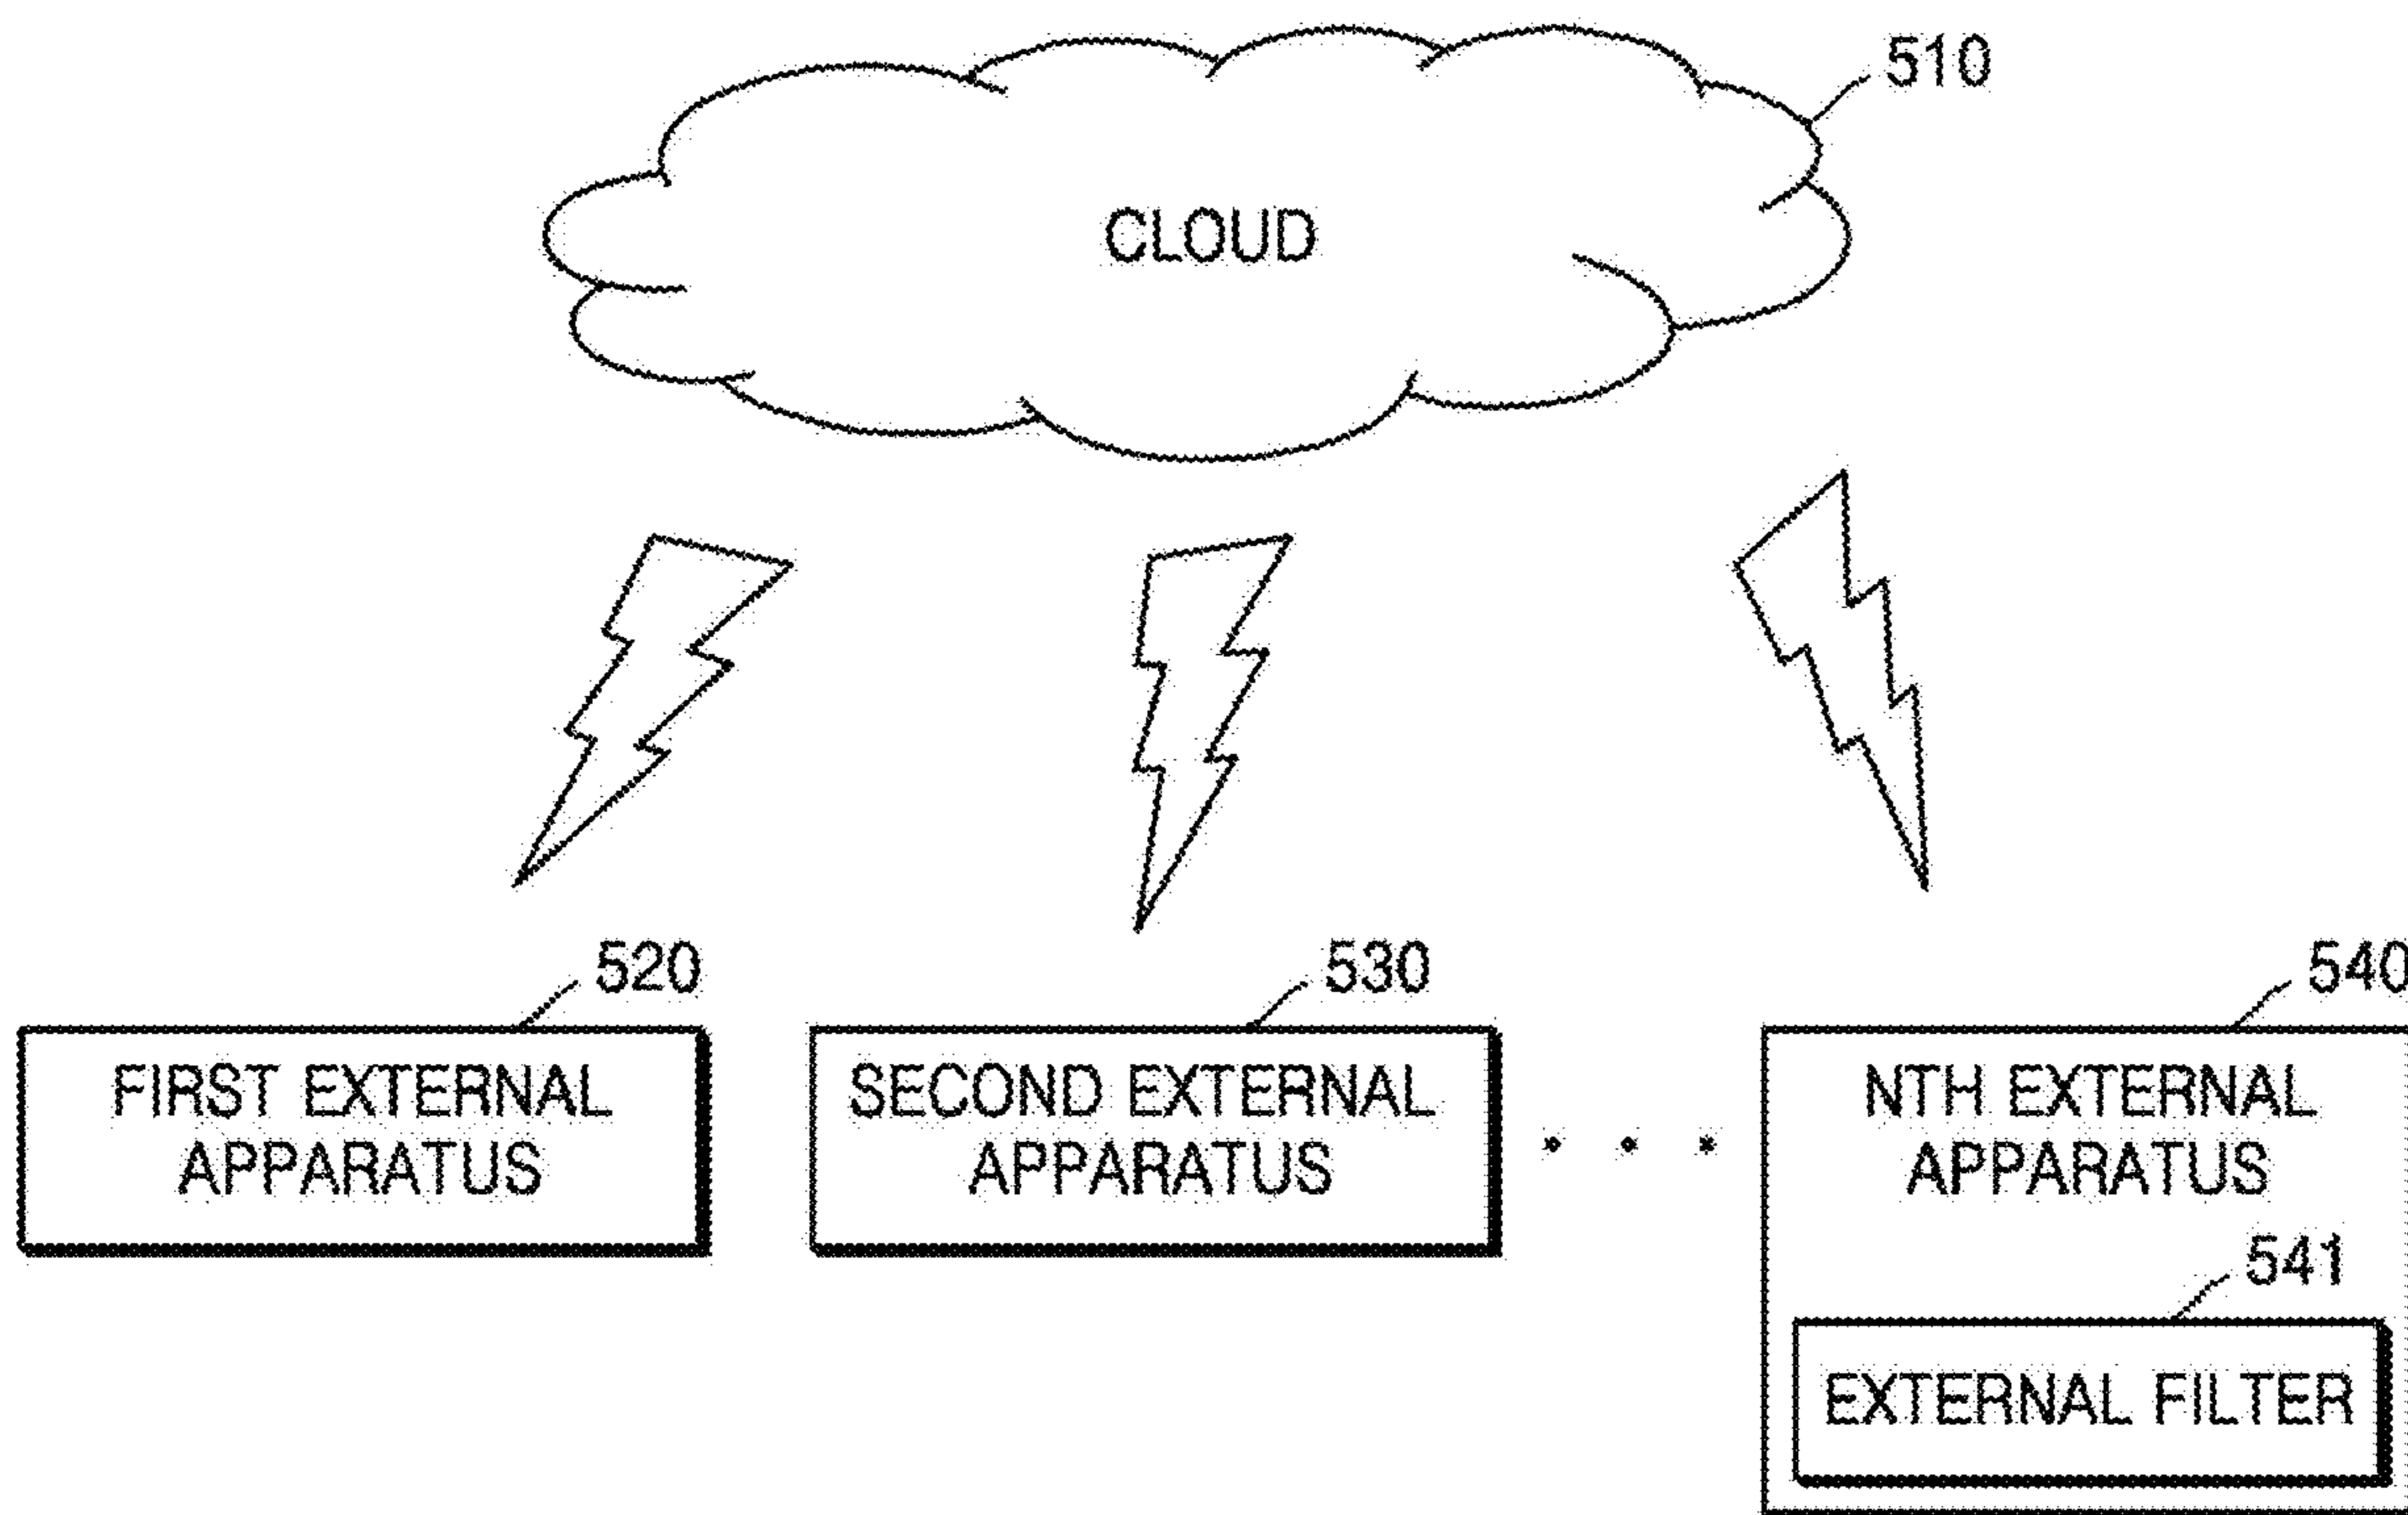 510
CLOUD
520
530
540
FIRST EXTERNAL
APPARATUS
SECOND EXTERNAL
APPARATUS
NTH EXTERNAL
APPARATUS
541
EXTERNAL FILTER